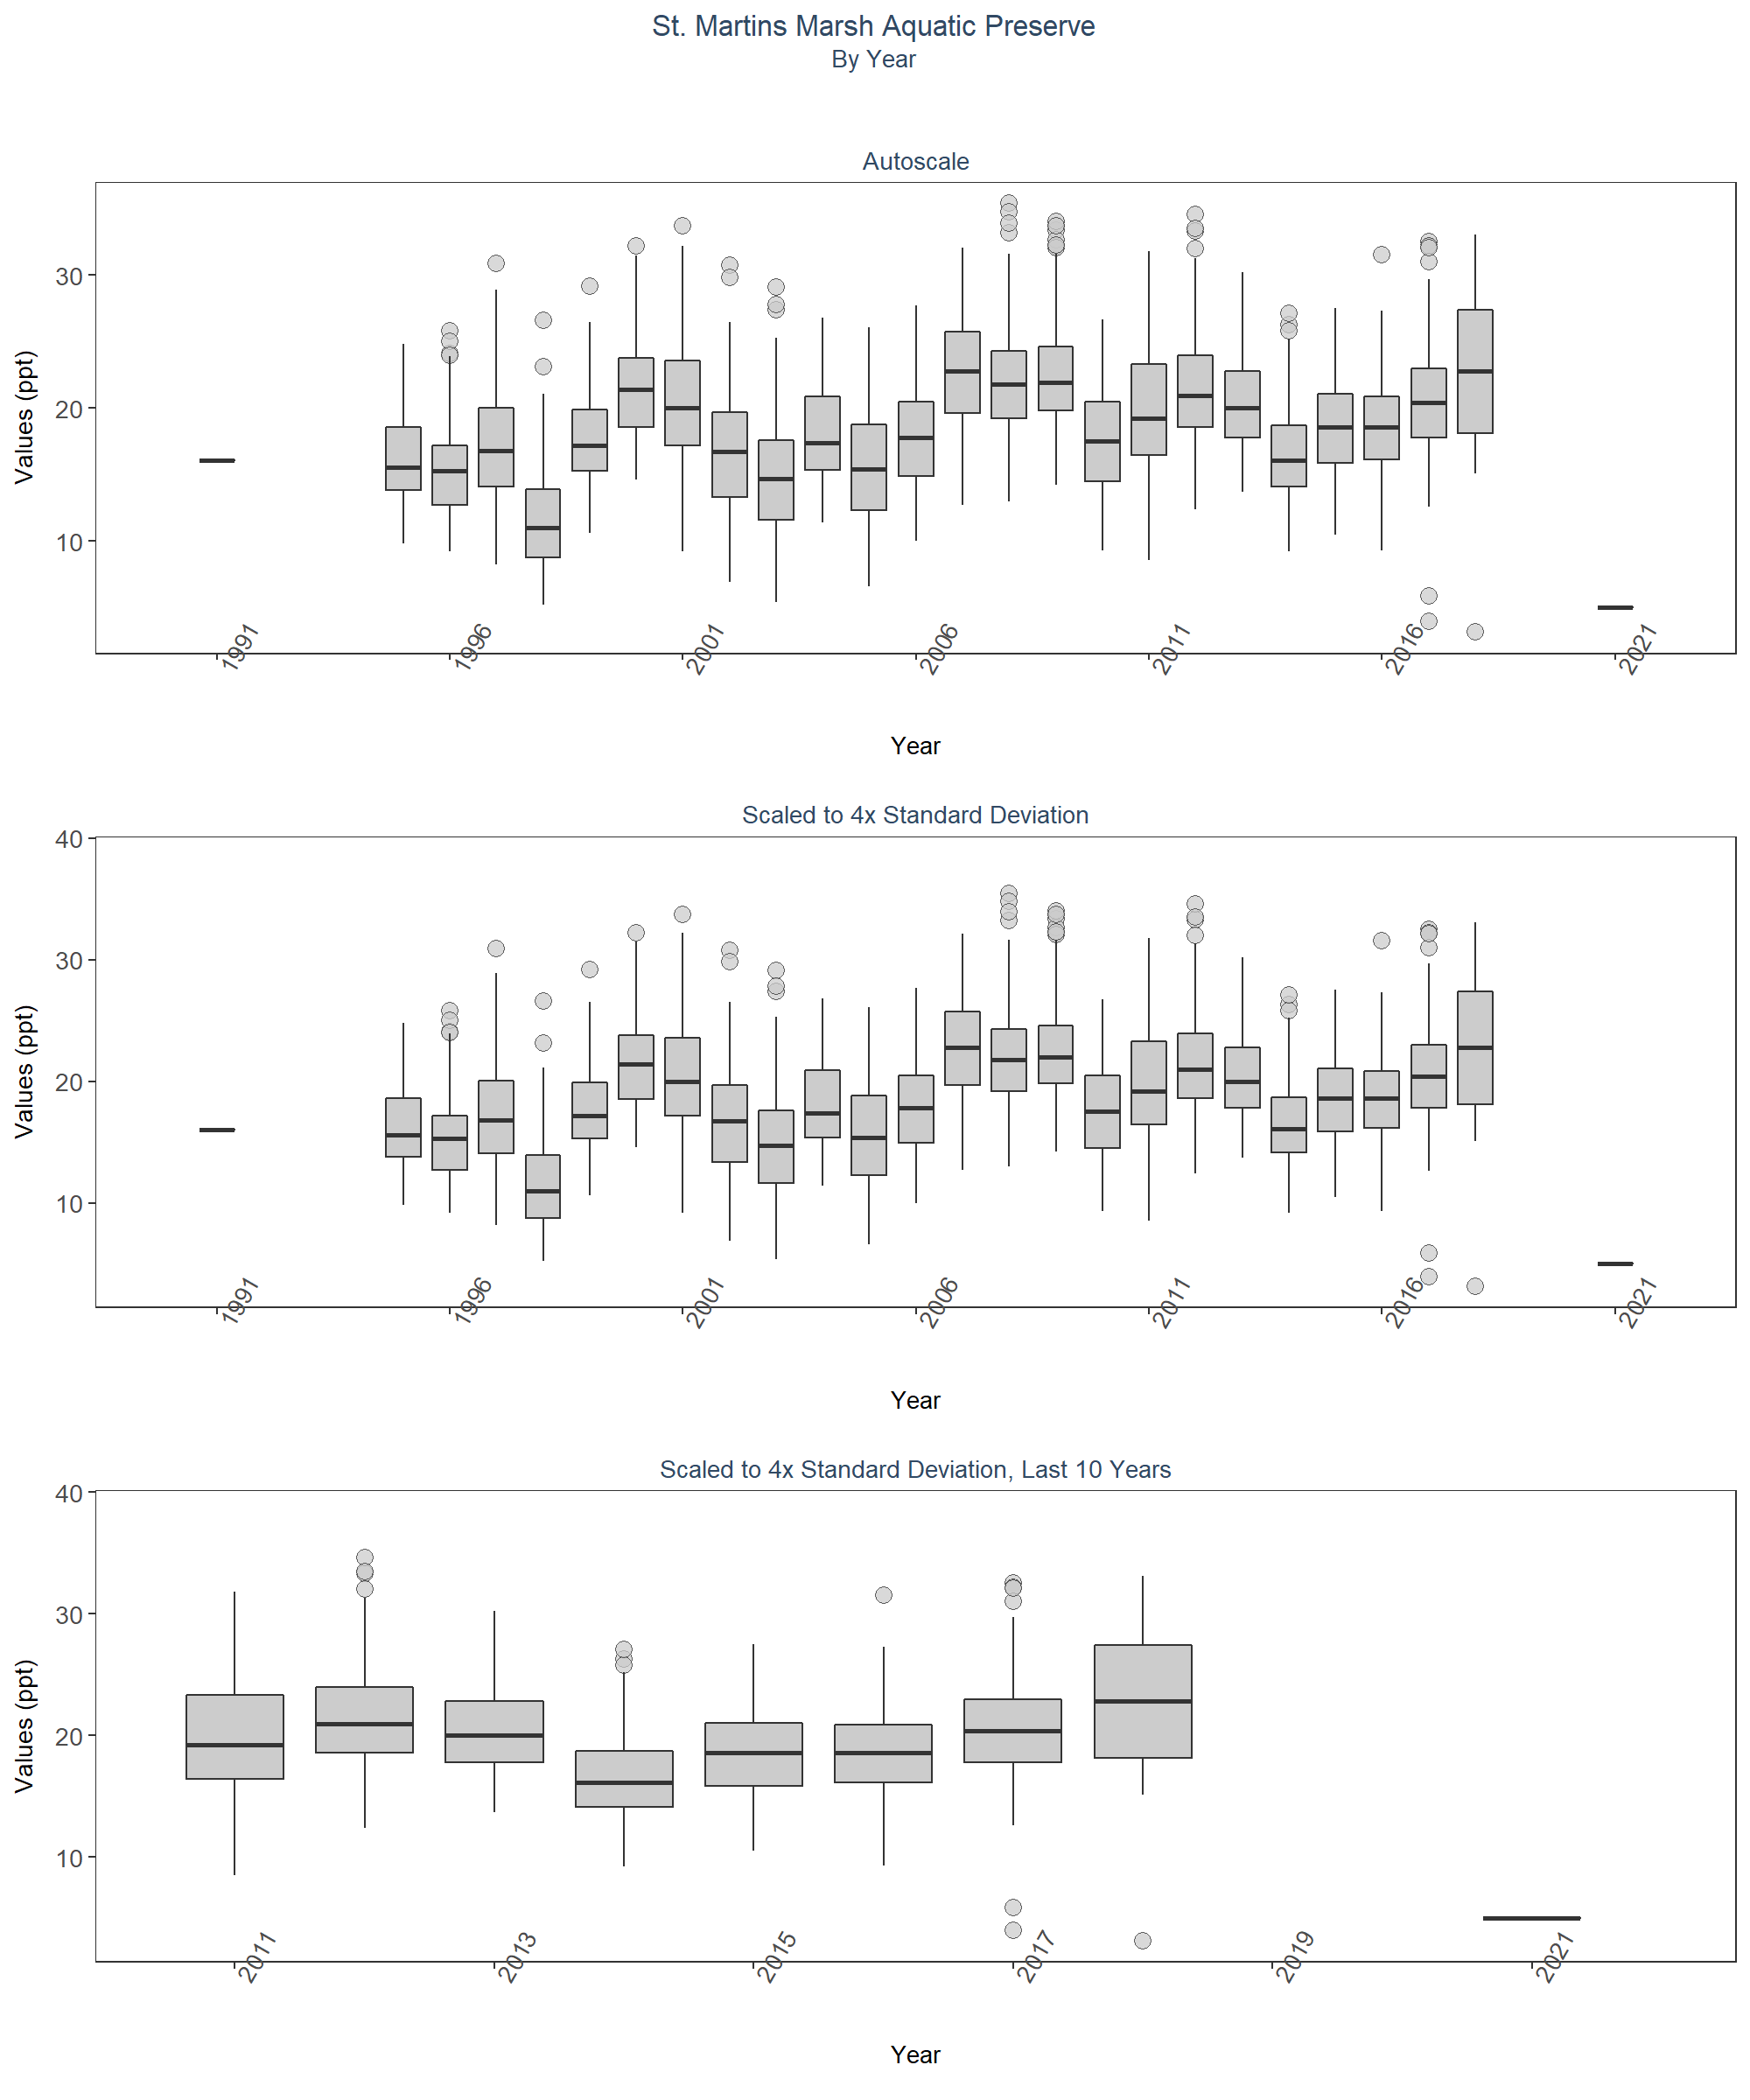 St. Martins Marsh Aquatic Preserve
By Year
Autoscale
Values (ppt)
30
20
10
1991 1996 2001 2006 2011 2016 2021
Year
Scaled to 4x Standard Deviation
Values (ppt)
40
30
20
10
1991 1996 2001 2006 2011 2016 2021
Year
Scaled to 4x Standard Deviation, Last 10 Years
Values (ppt)
40
30
20
10
2011 2013 2015 2017 2019 2021
Year